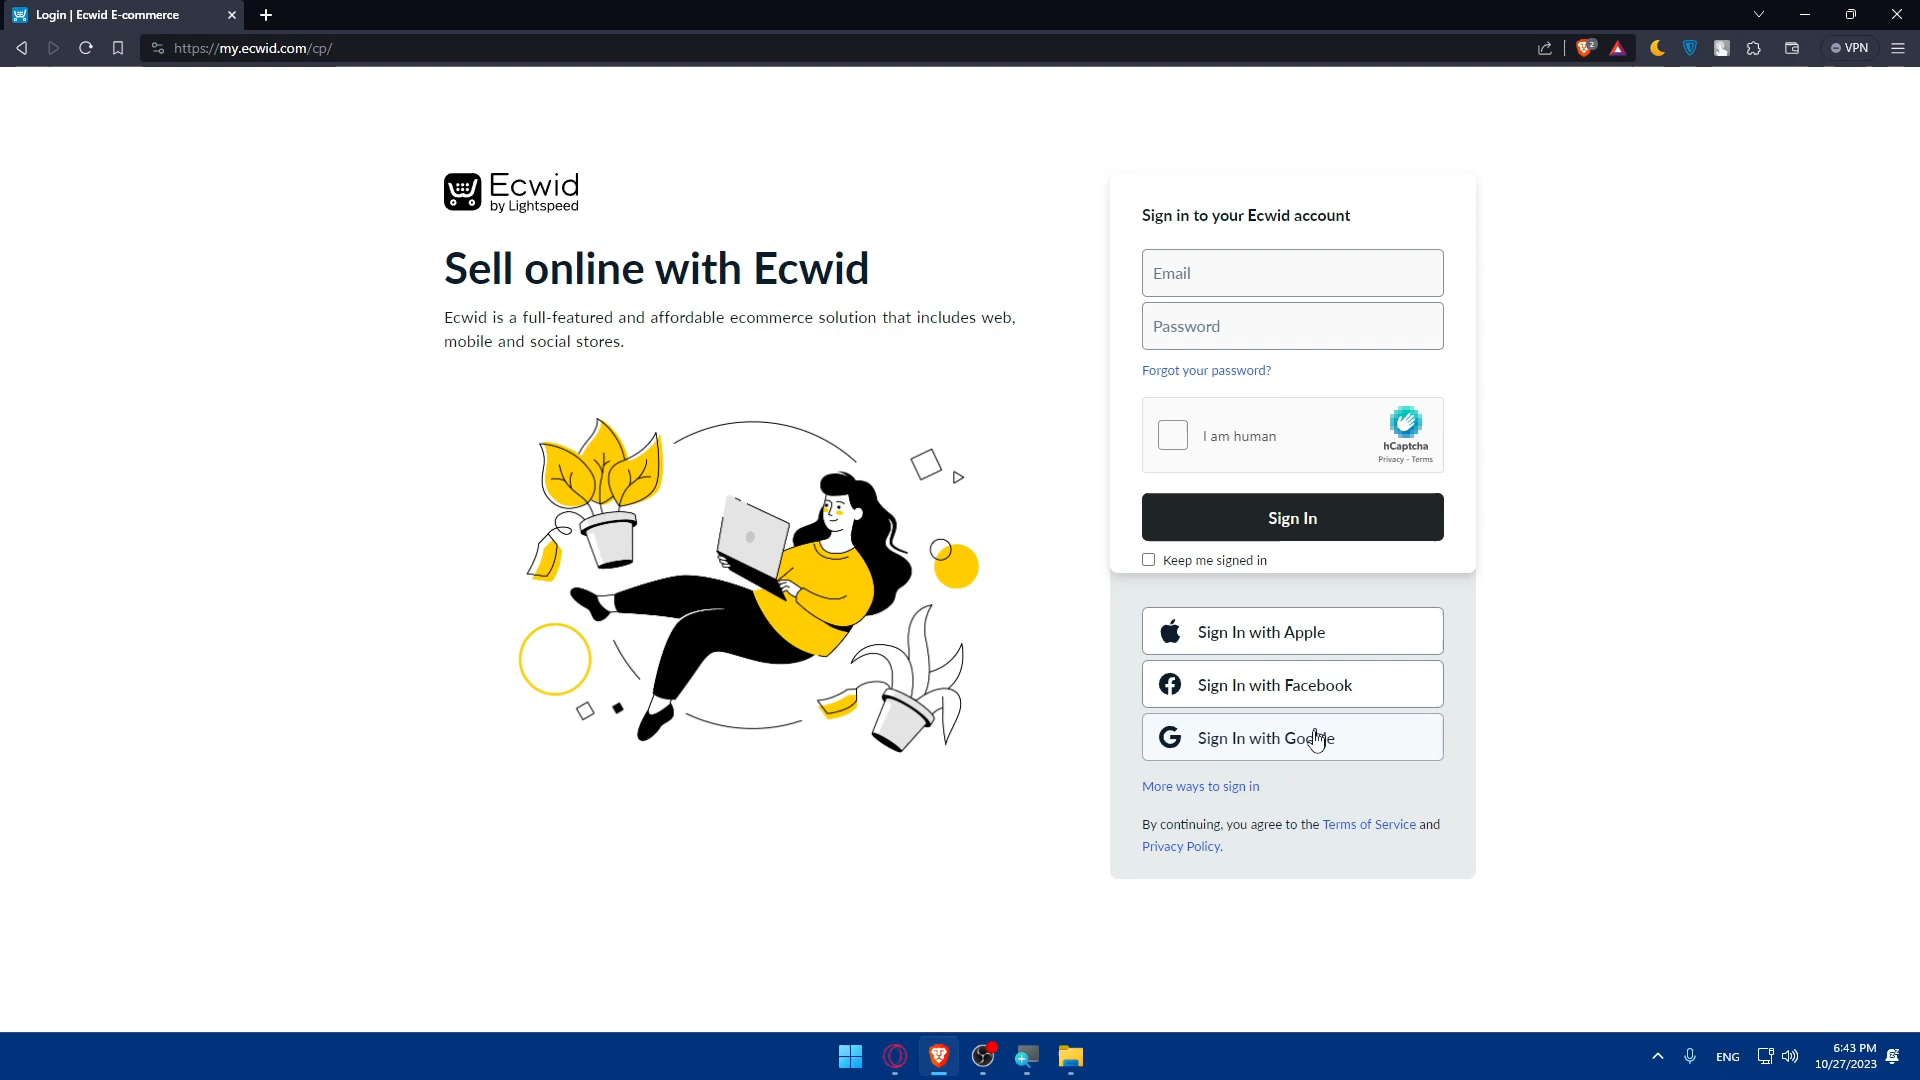 Login | Ecwid E-commerce
https://my.ecwid.com/cp/
2
VPN
Ecwid
by Lightspeed
Sell online with Ecwid
Ecwid is a full-featured and affordable ecommerce solution that includes web,
mobile and social stores.
Sign in to your Ecwid account
Email
Password
Forgot your password?
I am human
hCaptcha
Privacy - Terms
Sign In
Keep me signed in
Sign In with Apple
Sign In with Facebook
Sign In with Google
More ways to sign in
By continuing, you agree to the Terms of Service and
Privacy Policy.
ENG
6:43 PM
10/27/2023